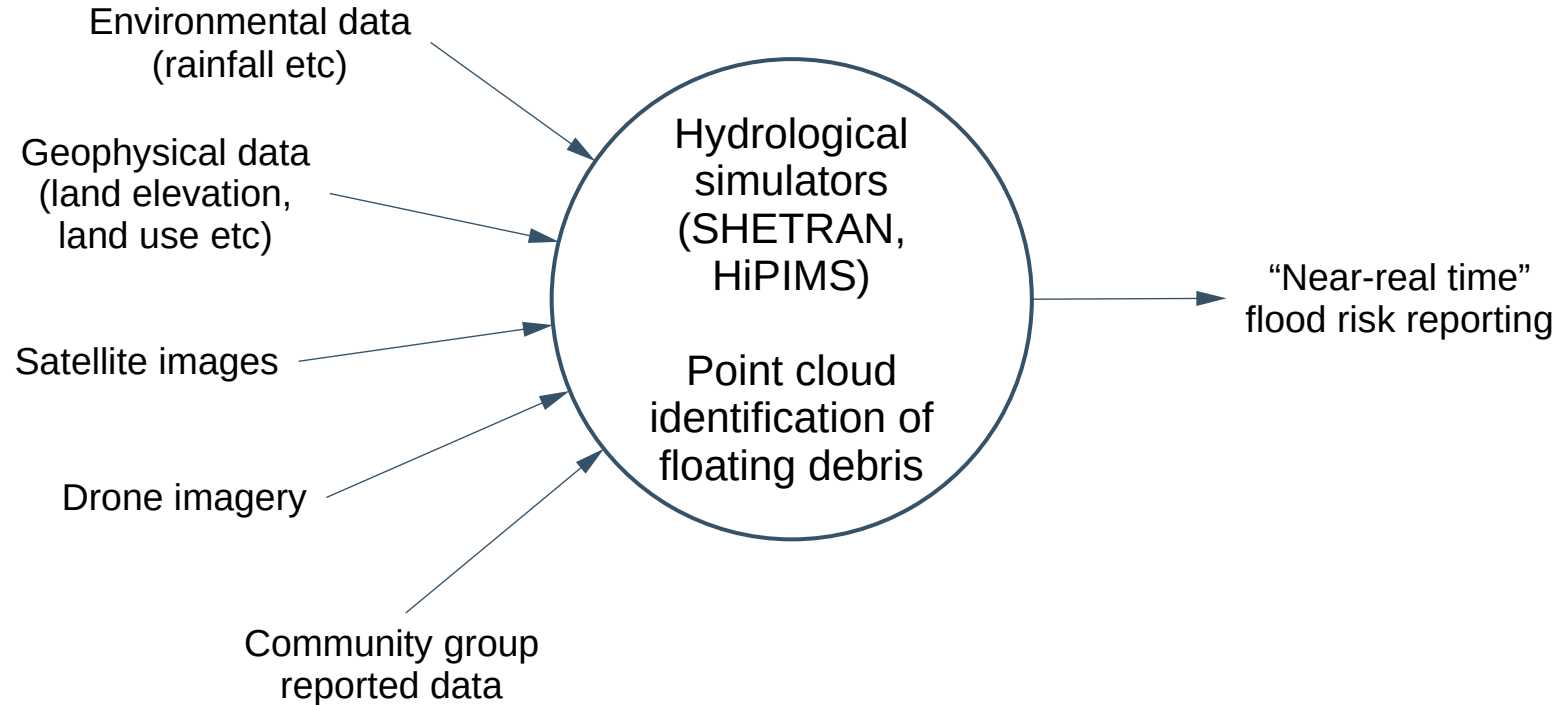 Environmental data
(rainfall etc)
Geophysical data
(land elevation,
land use etc)
Satellite images
Drone imagery
Community group
reported data
Hydrological
simulators
(SHETRAN,
HiPIMS)
Point cloud
identification of
floating debris
“Near-real time”
flood risk reporting